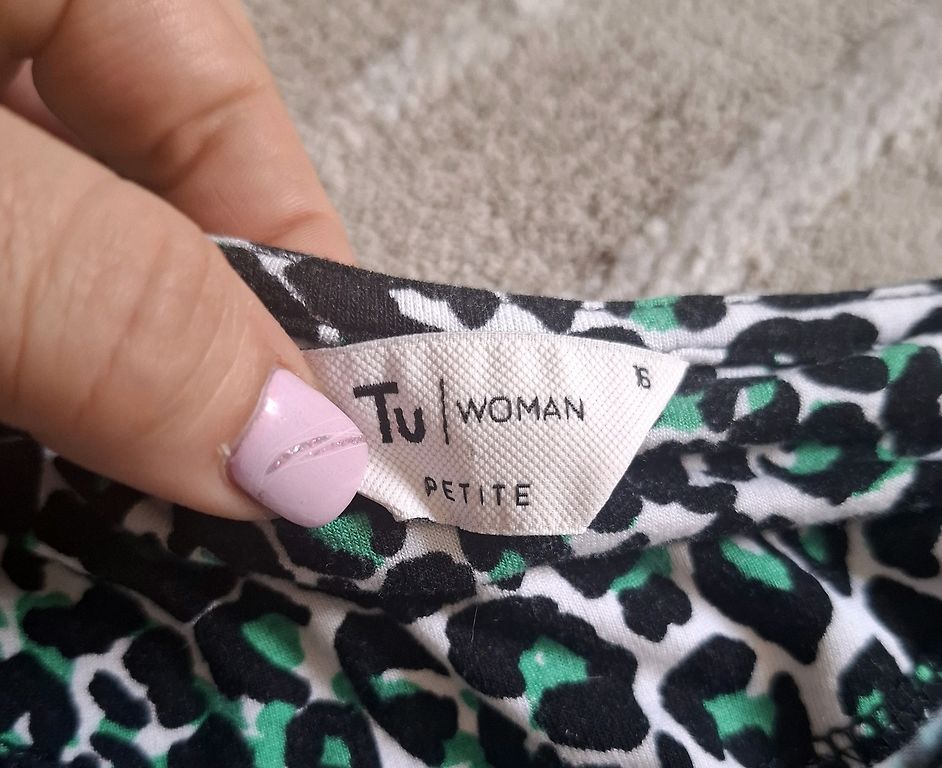 Tu | WOMAN
16
PETITE